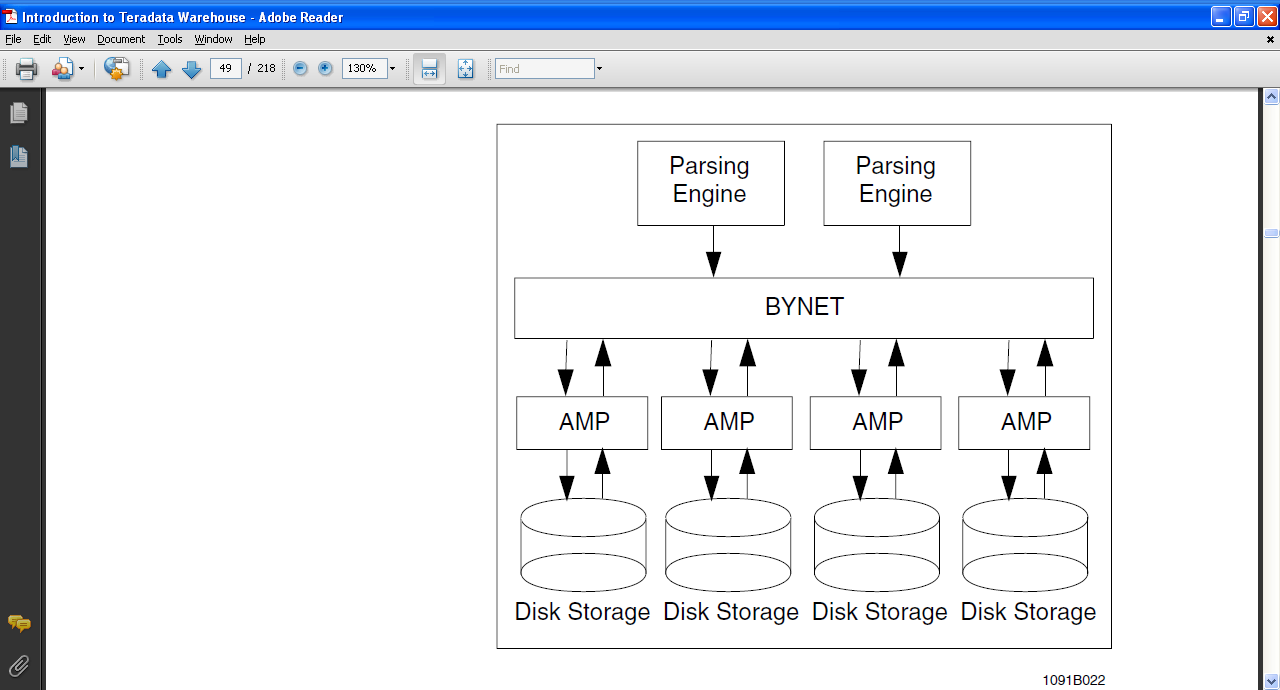 Introduction to Teradata Warehouse - Adobe Reader
File Edit View Document Tools Window Help
49 / 218 130% Find
Parsing Engine
Parsing Engine
BYNET
AMP AMP AMP AMP
Disk Storage Disk Storage Disk Storage Disk Storage
1091B022